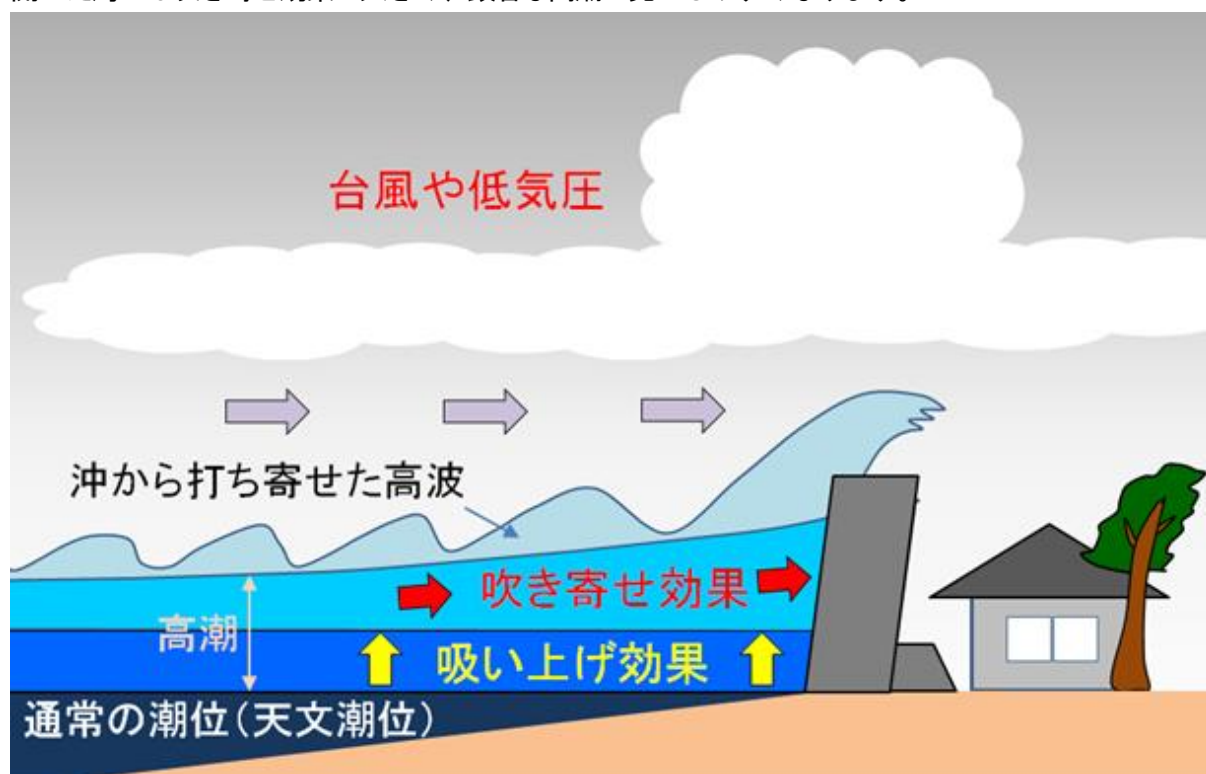 台風や低気圧
沖から打ち寄せた高波
吹き寄せ効果
高潮
吸い上げ効果
通常の潮位(天文潮位)